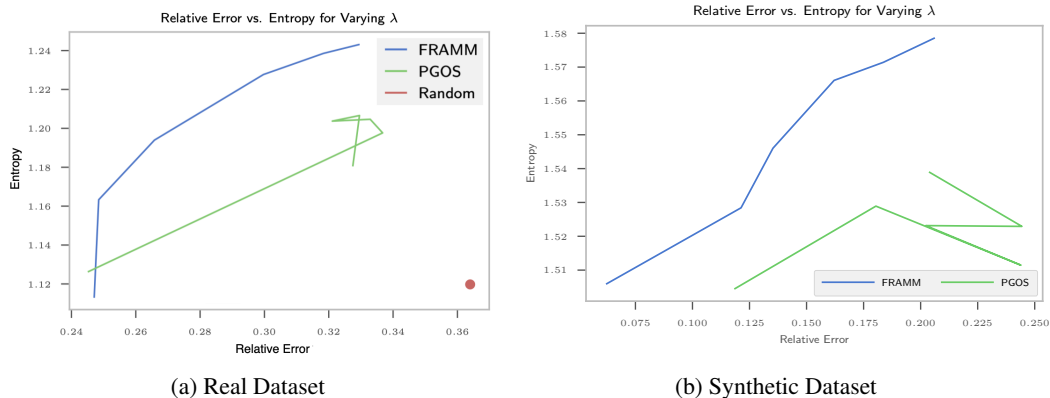 Relative Error vs. Entropy for Varying λ
1.24
1.22
1.20
1.18
1.16
1.14
1.12
Entropy
FRAMM
PGOS
Random
0.24
0.26
0.28
0.30
0.32
0.34
0.36
Relative Error
(a) Real Dataset
Relative Error vs. Entropy for Varying λ
1.58
1.57
1.56
1.55
1.54
1.53
1.52
1.51
Entropy
FRAMM
PGOS
0.075
0.100
0.125
0.150
0.175
0.200
0.225
0.250
Relative Error
(b) Synthetic Dataset